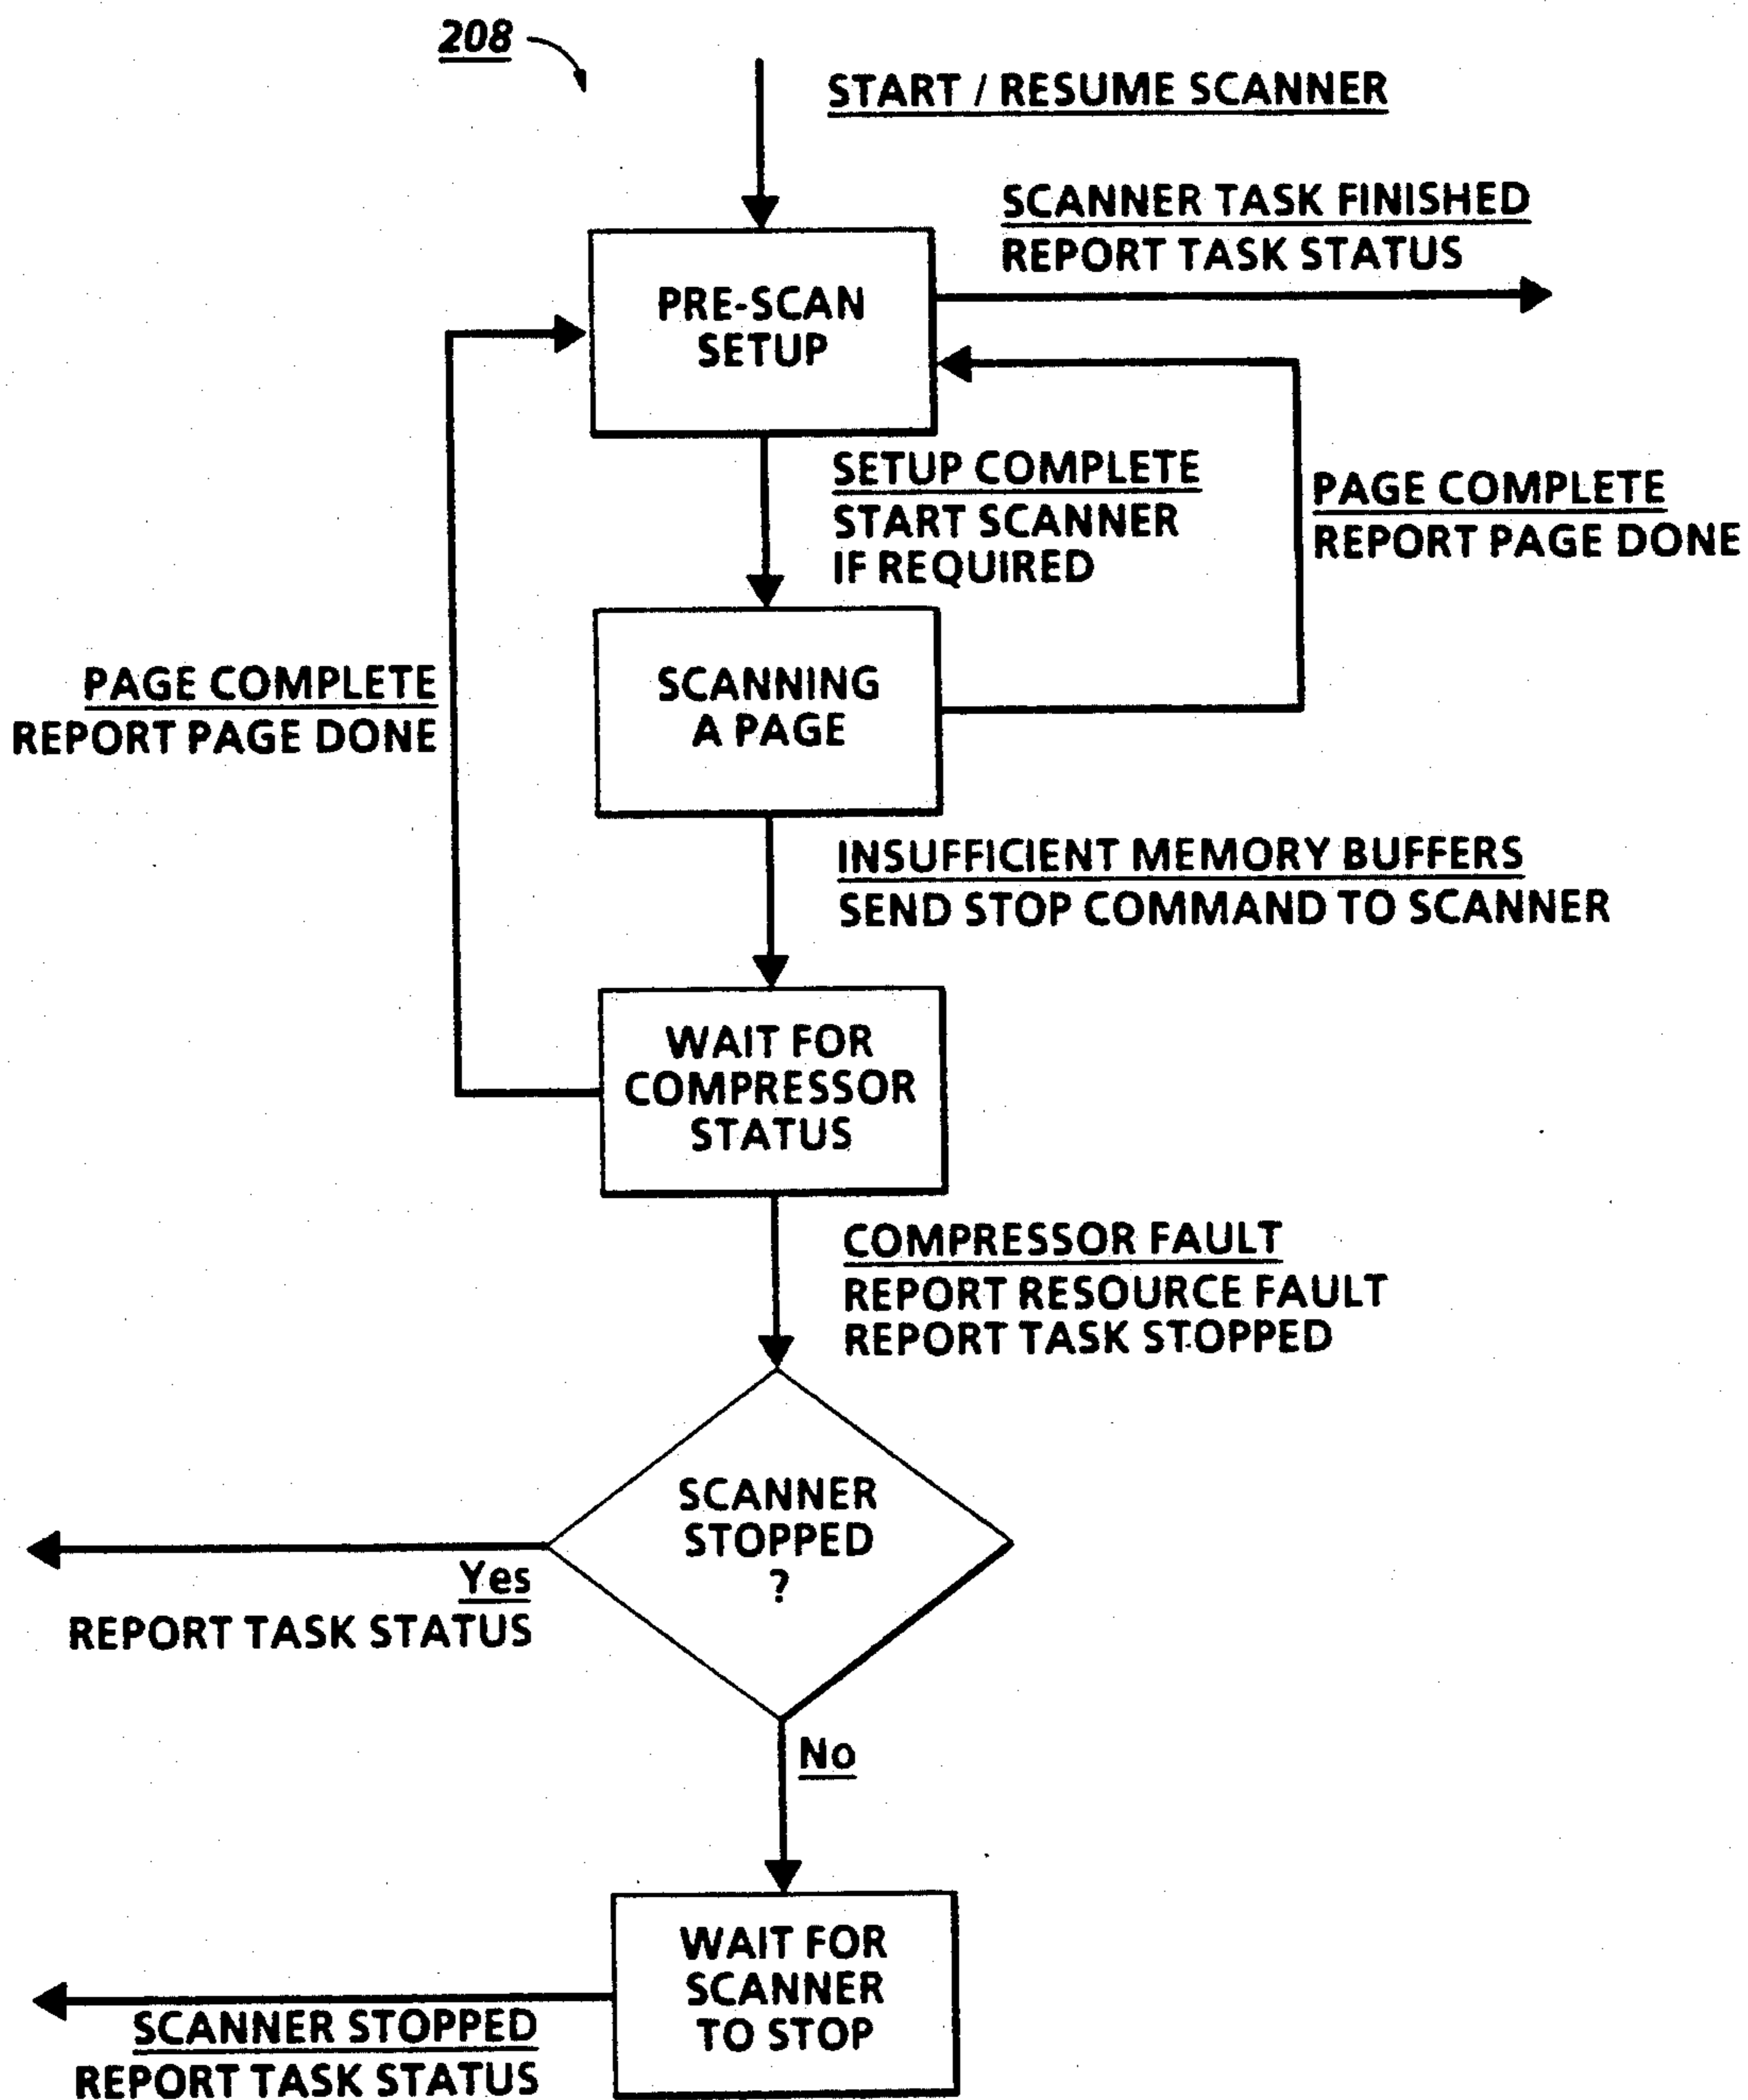 208
START / RESUME SCANNER
SCANNER TASK FINISHED
REPORT TASK STATUS
PRE-SCAN
SETUP
SETUP COMPLETE
START SCANNER
IF REQUIRED
PAGE COMPLETE
REPORT PAGE DONE
PAGE COMPLETE
REPORT PAGE DONE
SCANNING
A PAGE
INSUFFICIENT MEMORY BUFFERS
SEND STOP COMMAND TO SCANNER
WAIT FOR
COMPRESSOR
STATUS
COMPRESSOR FAULT
REPORT RESOURCE FAULT
REPORT TASK STOPPED
SCANNER
STOPPED
?
Yes
REPORT TASK STATUS
No
WAIT FOR
SCANNER
TO STOP
SCANNER STOPPED
REPORT TASK STATUS